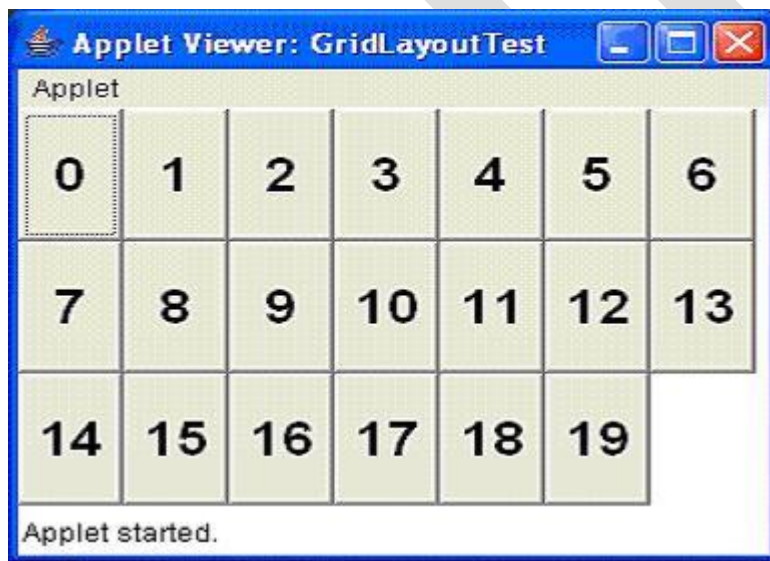 Applet Viewer: GridLayoutTest
Applet
0 1 2 3 4 5 6
7 8 9 10 11 12 13
14 15 16 17 18 19
Applet started.